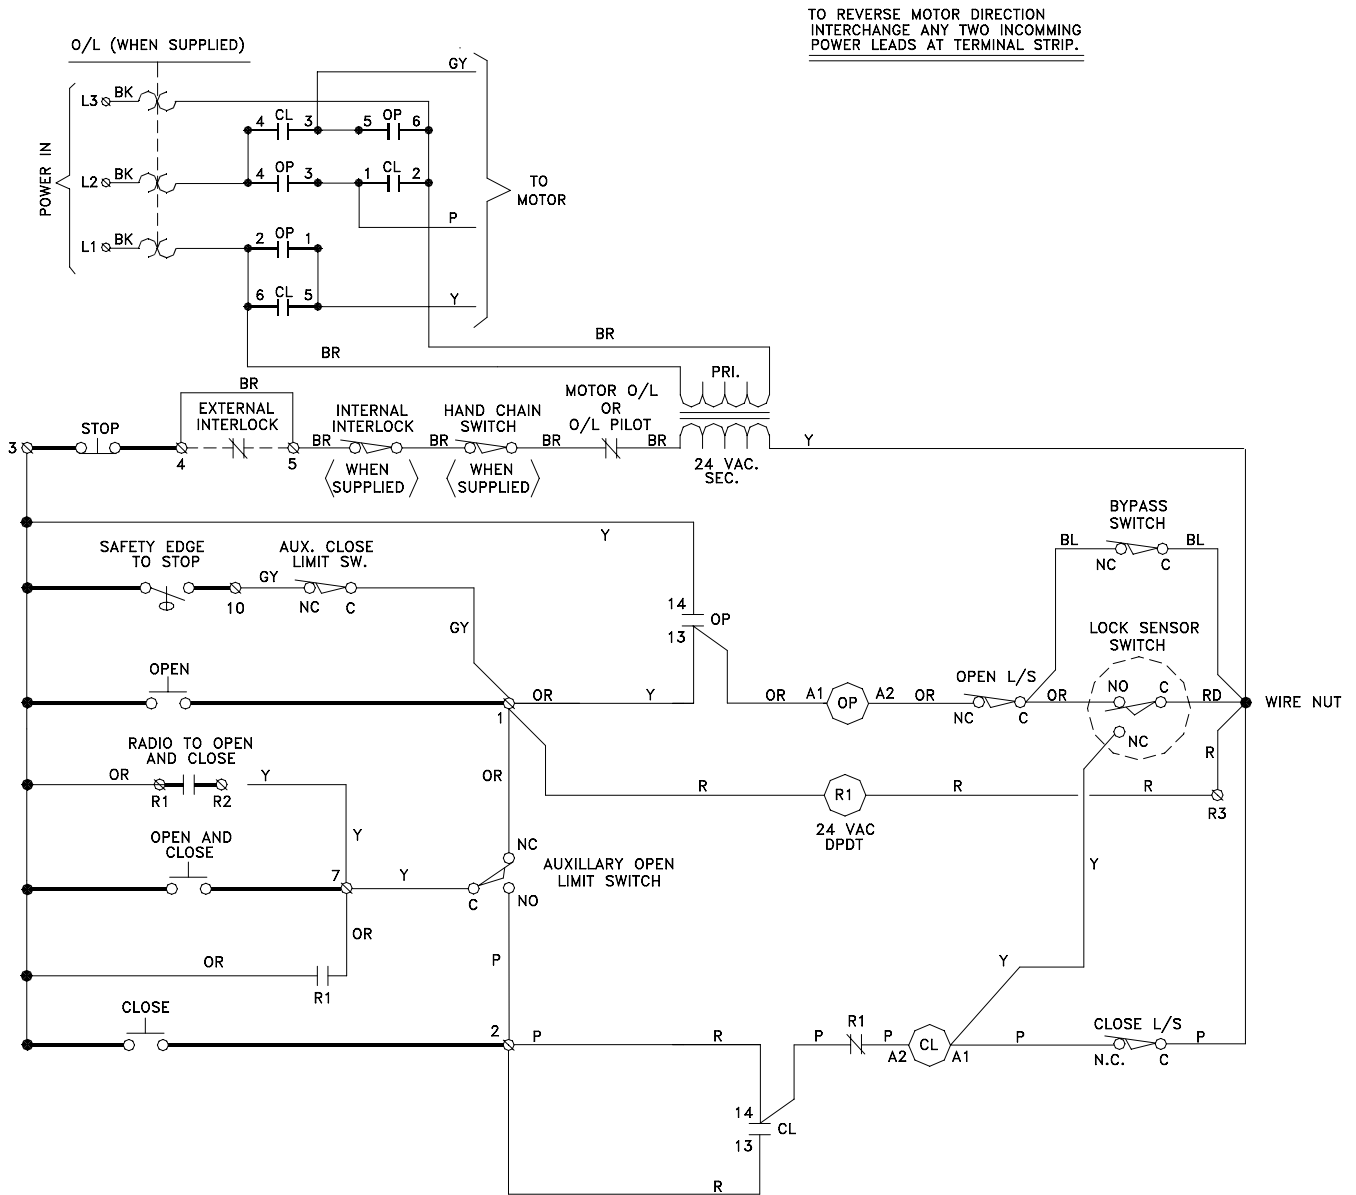 TO REVERSE MOTOR DIRECTION
INTERCHANGE ANY TWO INCOMMING
POWER LEADS AT TERMINAL STRIP.
O/L (WHEN SUPPLIED)
GY
L3 BK
4 CL 3 5 OP 6
POWER IN
L2 BK
4 OP 3 1 CL 2
TO
MOTOR
P
L1 BK
2 OP 1
6 CL 5
Y
BR
BR
PRI.
BR
MOTOR O/L
OR
O/L PILOT
EXTERNAL
INTERLOCK
INTERNAL
INTERLOCK
HAND CHAIN
SWITCH
STOP
3
4
5
BR
BR
BR
BR
Y
(WHEN
SUPPLIED)
(WHEN
SUPPLIED)
24 VAC.
SEC.
BYPASS
SWITCH
Y
BL
BL
NC
C
SAFETY EDGE
TO STOP
AUX. CLOSE
LIMIT SW.
GY
10
NC
C
GY
14
OP
13
LOCK SENSOR
SWITCH
OPEN
OPEN L/S
1
OR
Y
OR
A1
OP
A2
OR
NC
C
OR
NO
C
RD
WIRE NUT
NC
R
RADIO TO OPEN
AND CLOSE
OR
Y
R1
R2
OR
R
R1
R
R
R3
24 VAC
DPDT
OPEN AND
CLOSE
Y
NC
AUXILLARY OPEN
LIMIT SWITCH
Y
7
Y
C
NO
OR
OR
R1
P
Y
CLOSE
2
P
R
P
R1
P
A2
CL
A1
P
CLOSE L/S
N.C.
C
P
14
CL
13
R